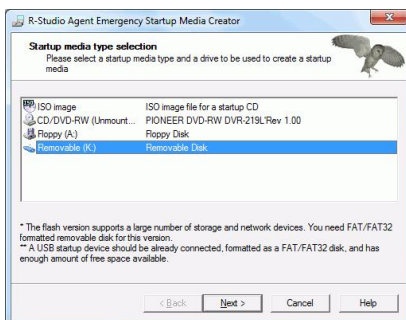 R-Studio Agent Emergency Startup Media Creator
Startup media type selection
Please select a startup media type and a drive to be used to create a startup
media
ISO image ISO image file for a startup CD
CD/DVD-RW (Unmount... PIONEER DVD-RW DVR-219L'Rev 1.00
Floppy (A:) Floppy Disk
Removable (K:) Removable Disk
* The flash version supports a large number of storage and network devices. You need FAT/FAT32
formatted removable disk for this version.
** A USB startup device should be already connected, formatted as a FAT/FAT32 disk, and has
enough amount of free space available.
< Back Next > Cancel Help